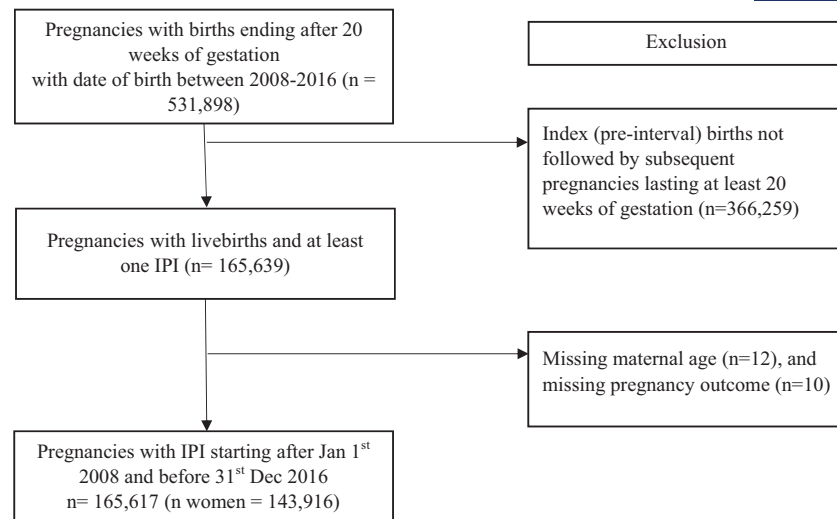 Pregnancies with births ending after 20
weeks of gestation
with date of birth between 2008-2016 (n =
531,898)
Exclusion
Index (pre-interval) births not
followed by subsequent
pregnancies lasting at least 20
weeks of gestation (n=366,259)
Pregnancies with livebirths and at least
one IPI (n= 165,639)
Missing maternal age (n=12), and
missing pregnancy outcome (n=10)
Pregnancies with IPI starting after Jan 1st
2008 and before 31st Dec 2016
n= 165,617 (n women = 143,916)